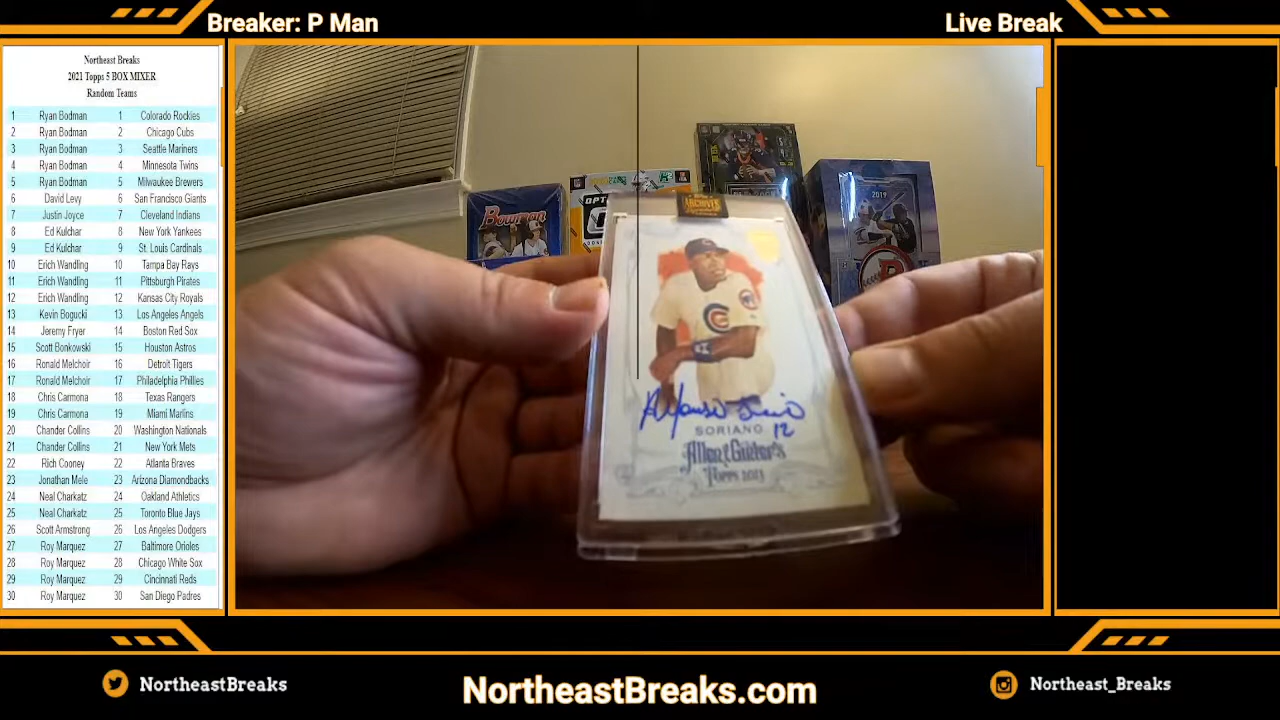 Breaker: P Man
Live Break
Northeast Breaks
2021 Topps 5 BOX MIXER
Random Teams
1 Ryan Bodman 1 Colorado Rockies
2 Ryan Bodman 2 Chicago Cubs
3 Ryan Bodman 3 Seattle Mariners
4 Ryan Bodman 4 Minnesota Twins
5 Ryan Bodman 5 Milwaukee Brewers
6 David Levy 6 San Francisco Giants
7 Justin Joyce 7 Cleveland Indians
8 Ed Kulchar 8 New York Yankees
9 Ed Kulchar 9 St. Louis Cardinals
10 Erich Wandling 10 Tampa Bay Rays
11 Erich Wandling 11 Pittsburgh Pirates
12 Erich Wandling 12 Kansas City Royals
13 Kevin Bogucki 13 Los Angeles Angels
14 Jeremy Fryer 14 Boston Red Sox
15 Scott Bonkowski 15 Houston Astros
16 Ronald Melchoir 16 Detroit Tigers
17 Ronald Melchoir 17 Philadelphia Phillies
18 Chris Carmona 18 Texas Rangers
19 Chris Carmona 19 Miami Marlins
20 Chander Collins 20 Washington Nationals
21 Chander Collins 21 New York Mets
22 Rich Cooney 22 Atlanta Braves
23 Jonathan Mele 23 Arizona Diamondbacks
24 Neal Charkatz 24 Oakland Athletics
25 Neal Charkatz 25 Toronto Blue Jays
26 Scott Armstrong 26 Los Angeles Dodgers
27 Roy Marquez 27 Baltimore Orioles
28 Roy Marquez 28 Chicago White Sox
29 Roy Marquez 29 Cincinnati Reds
30 Roy Marquez 30 San Diego Padres
Bowman
OPT
2019
ARCHIVES
C
Alfonso Soriano
12
SORIANO
Allen & Ginter's
TOPPS 2013
NortheastBreaks
NortheastBreaks.com
Northeast_Breaks